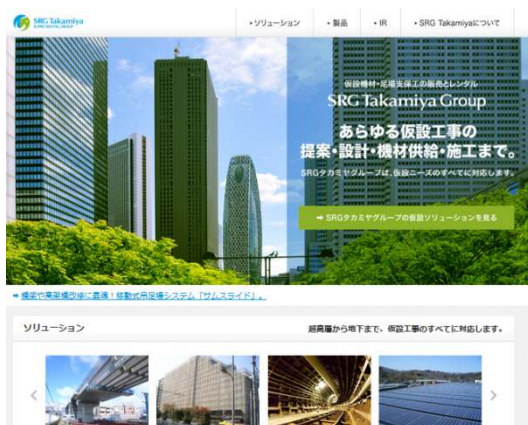 SRG Takamiya
・ソリューション
・製品
・IR
・SRG Takamiyaについて
仮設機材・足場支保工の販売とレンタル
SRG Takamiya Group
あらゆる仮設工事の
提案・設計・機材供給・施工まで。
SRGタカミヤグループは、仮設ニーズのすべてに対応します。
➡ SRGタカミヤグループの仮設ソリューションを見る
橋梁や高架橋改修に最適!移動式吊足場システム「サムスライド」。
ソリューション
超高層から地下まで、仮設工事のすべてに対応します。